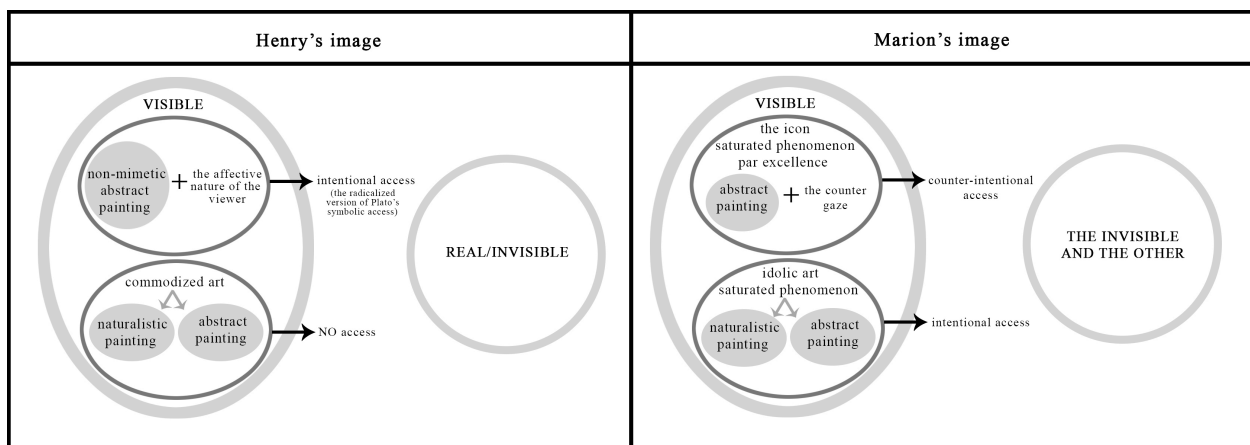 Henry's image
VISIBLE
non-mimetic
abstract
painting
+
the affective
nature of the
viewer
intentional access
(the radicalized
version of Plato's
symbolic access)
REAL/INVISIBLE
commodized art
naturalistic
painting
abstract
painting
NO access
Marion's image
VISIBLE
the icon
saturated phenomenon
par excellence
abstract
painting
+
the counter
gaze
counter-intentional
access
THE INVISIBLE
AND THE OTHER
idolic art
saturated phenomenon
naturalistic
painting
abstract
painting
intentional access